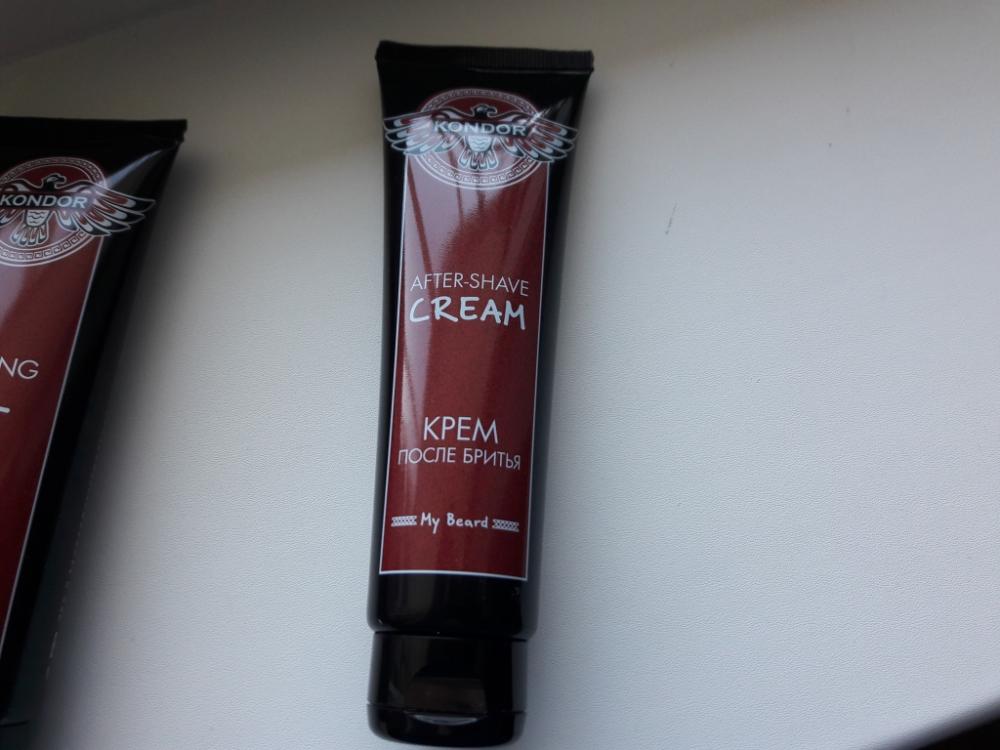 KONDOR
NG
KONDOR
AFTER-SHAVE
CREAM
КРЕМ
ПОСЛЕ БРИТЬЯ
My Beard